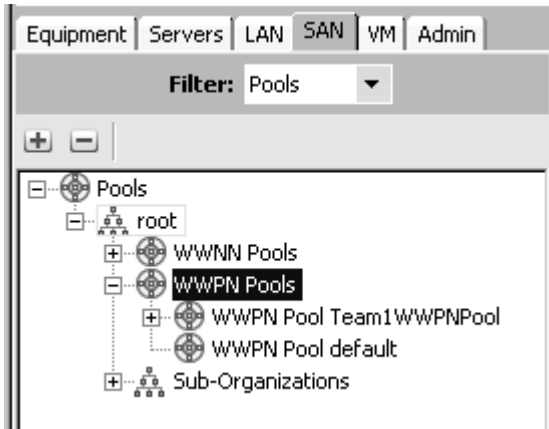 Equipment Servers LAN SAN VM Admin
Filter: Pools
Pools
root
WWNN Pools
WWPN Pools
WWPN Pool Team1WWPNPool
WWPN Pool default
Sub-Organizations